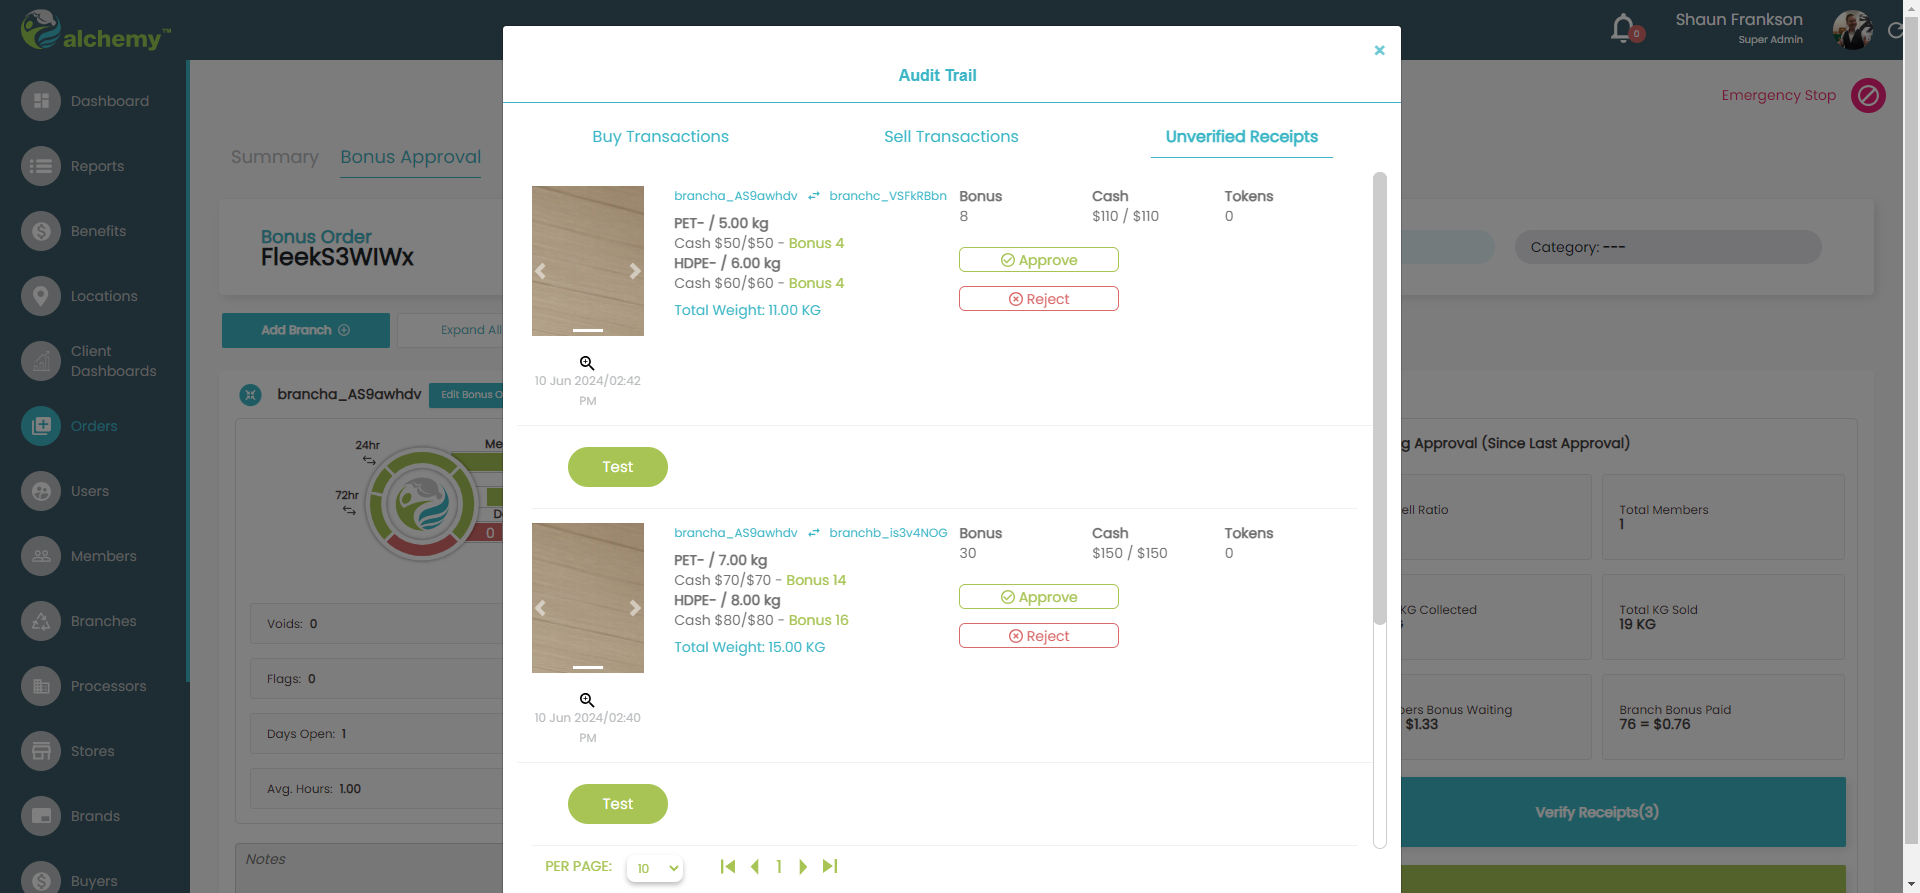 alchemy™
Shaun Frankson
Super Admin
0
Dashboard
Reports
Benefits
Locations
Client
Dashboards
Orders
Users
Members
Branches
Processors
Stores
Brands
Buyers
Emergency Stop
Summary
Bonus Approval
Bonus Order
FleekS3WIWx
Category: ---
Add Branch
Expand All
brancha_AS9awhdv
Edit Bonus O
24hr
72hr
Me
D
0
Voids: 0
Flags: 0
Days Open: 1
Avg. Hours: 1.00
Notes
Audit Trail
×
Buy Transactions
Sell Transactions
Unverified Receipts
brancha_AS9awhdv
branchc_VSFkRBbn
PET- / 5.00 kg
Cash $50/$50 - Bonus 4
HDPE- / 6.00 kg
Cash $60/$60 - Bonus 4
Total Weight: 11.00 KG
Bonus
8
Cash
$110 / $110
Tokens
0
Approve
Reject
10 Jun 2024/02:42
PM
Test
brancha_AS9awhdv
branchb_is3v4NOG
PET- / 7.00 kg
Cash $70/$70 - Bonus 14
HDPE- / 8.00 kg
Cash $80/$80 - Bonus 16
Total Weight: 15.00 KG
Bonus
30
Cash
$150 / $150
Tokens
0
Approve
Reject
10 Jun 2024/02:40
PM
Test
PER PAGE:
10
1
g Approval (Since Last Approval)
ell Ratio
Total Members
1
KG Collected
Total KG Sold
19 KG
bers Bonus Waiting
$1.33
Branch Bonus Paid
76 = $0.76
Verify Receipts(3)